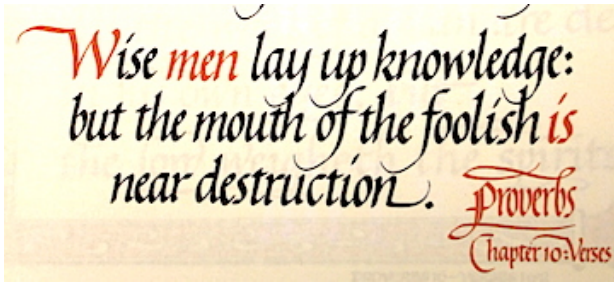 Wise men lay up knowledge:
but the mouth of the foolish is
near destruction.
Proverbs
Chapter 10: Verses